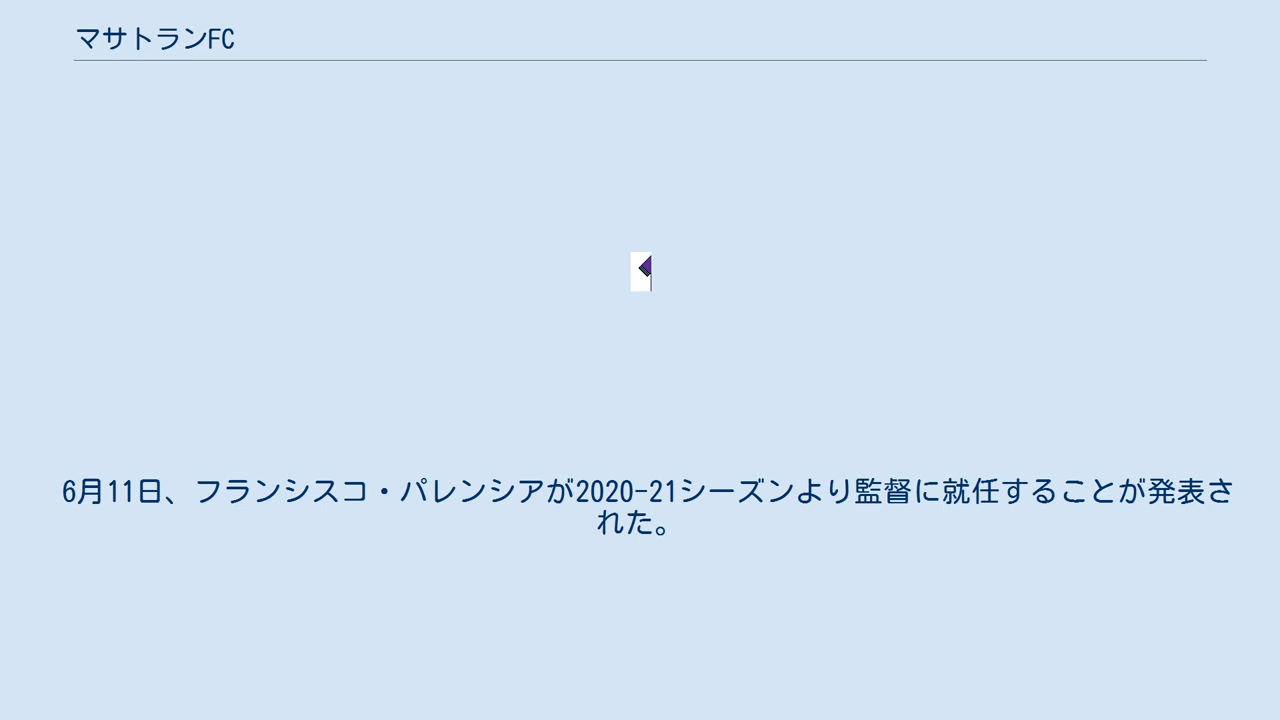 マサトランFC
6月11日、フランシスコ・パレンシアが2020-21シーズンより監督に就任することが発表さ
れた。